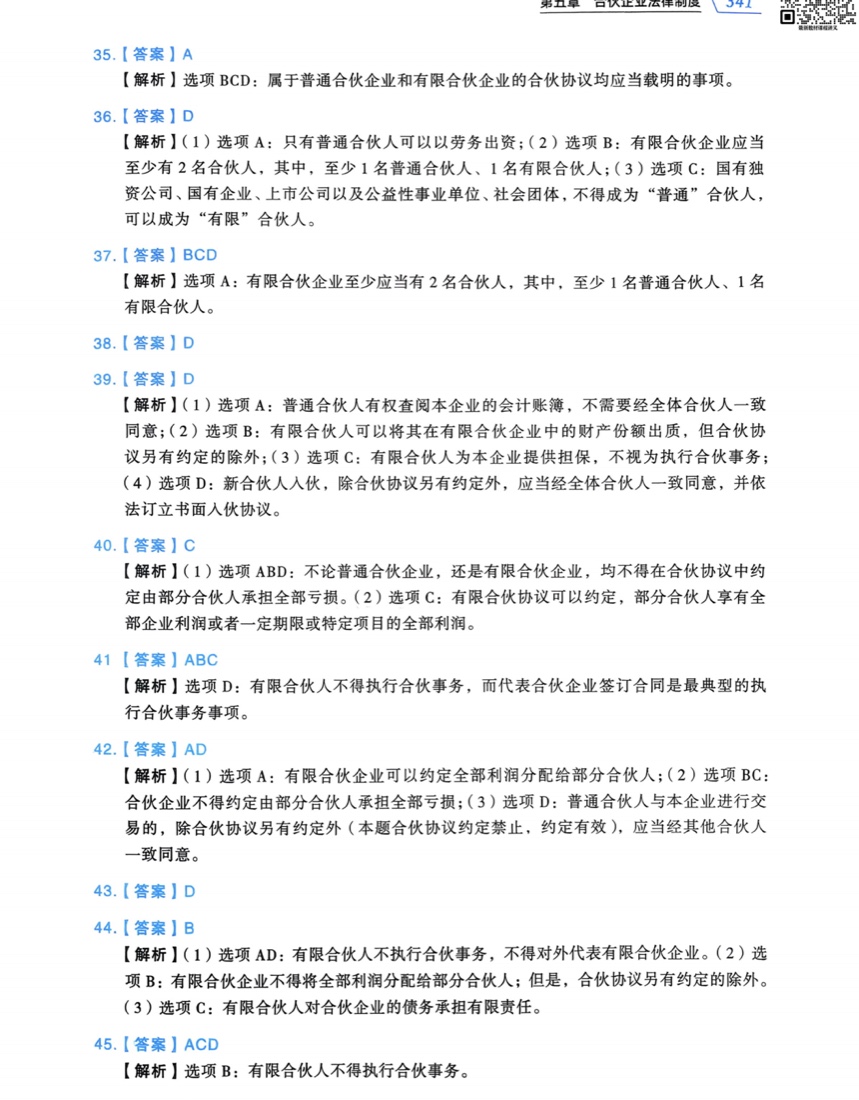 第五章 合伙企业法律制度 341
35.【答案】A
【解析】选项 BCD：属于普通合伙企业和有限合伙企业的合伙协议均应当载明的事项。
36.【答案】D
【解析】（1）选项 A：只有普通合伙人可以以劳务出资；（2）选项 B：有限合伙企业应当
至少有 2 名合伙人，其中，至少 1 名普通合伙人、1 名有限合伙人；（3）选项 C：国有独
资公司、国有企业、上市公司以及公益性事业单位、社会团体，不得成为“普通”合伙人，
可以成为“有限”合伙人。
37.【答案】BCD
【解析】选项 A：有限合伙企业至少应当有 2 名合伙人，其中，至少 1 名普通合伙人、1 名
有限合伙人。
38.【答案】D
39.【答案】D
【解析】（1）选项 A：普通合伙人有权查阅本企业的会计账簿，不需要经全体合伙人一致
同意；（2）选项 B：有限合伙人可以将其在有限合伙企业中的财产份额出质，但合伙协
议另有约定的除外；（3）选项 C：有限合伙人为本企业提供担保，不视为执行合伙事务；
（4）选项 D：新合伙人入伙，除合伙协议另有约定外，应当经全体合伙人一致同意，并依
法订立书面入伙协议。
40.【答案】C
【解析】（1）选项 ABD：不论普通合伙企业，还是有限合伙企业，均不得在合伙协议中约
定由部分合伙人承担全部亏损。（2）选项 C：有限合伙协议可以约定，部分合伙人享有全
部企业利润或者一定期限或特定项目的全部利润。
41【答案】ABC
【解析】选项 D：有限合伙人不得执行合伙事务，而代表合伙企业签订合同是最典型的执
行合伙事务事项。
42.【答案】AD
【解析】（1）选项 A：有限合伙企业可以约定全部利润分配给部分合伙人；（2）选项 BC：
合伙企业不得约定由部分合伙人承担全部亏损；（3）选项 D：普通合伙人与本企业进行交
易的，除合伙协议另有约定外（本题合伙协议约定禁止，约定有效），应当经其他合伙人
一致同意。
43.【答案】D
44.【答案】B
【解析】（1）选项 AD：有限合伙人不执行合伙事务，不得对外代表有限合伙企业。（2）选
项 B：有限合伙企业不得将全部利润分配给部分合伙人；但是，合伙协议另有约定的除外。
（3）选项 C：有限合伙人对合伙企业的债务承担有限责任。
45.【答案】ACD
【解析】选项 B：有限合伙人不得执行合伙事务。